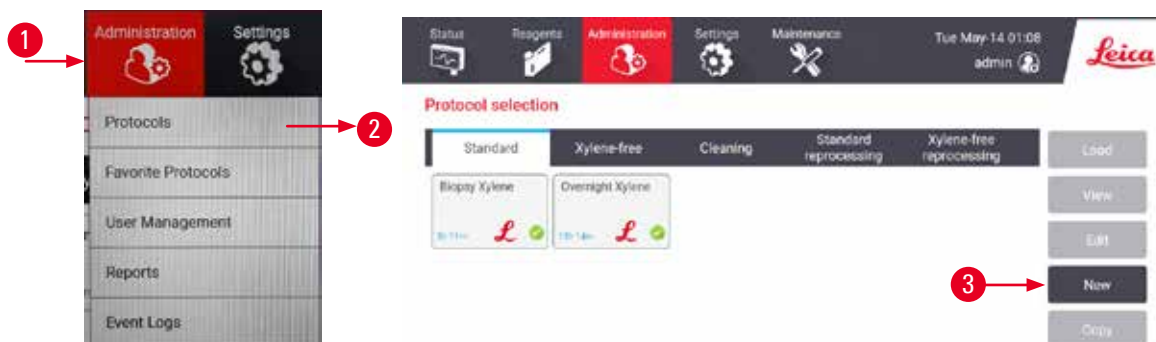 1
Administration Settings
Protocols
2
Favorite Protocols
User Management
Reports
Event Logs
Status Reagents Administration Settings Maintenance
Tue May-14 01:08
admin
Leica
Protocol selection
Standard Xylene-free Cleaning Standard reprocessing Xylene-free reprocessing
Biopsy Xylene Overnight Xylene
Load
View
Edit
3
New
Copy